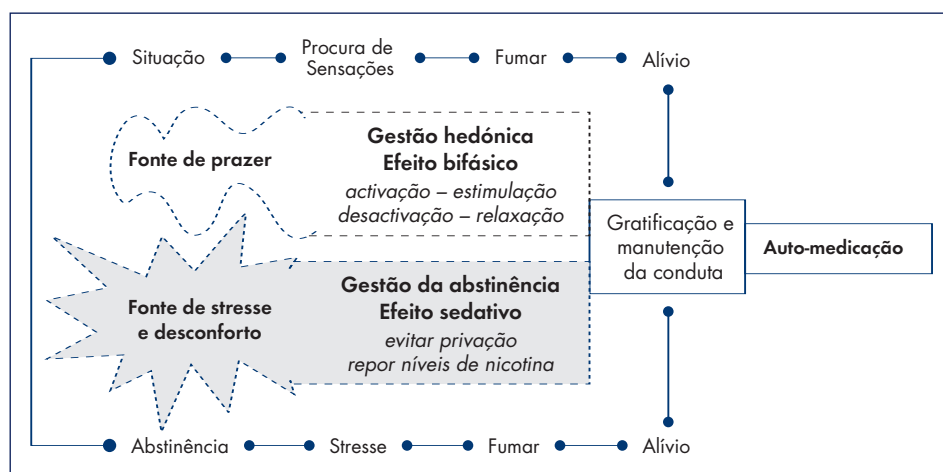 Situação
Procura de
Sensações
Fumar
Alívio
Fonte de prazer
Gestão hedónica
Efeito bifásico
activação – estimulação
desactivação – relaxação
Gratificação e
manutenção
da conduta
Auto-medicação
Fonte de stresse
e desconforto
Gestão da abstinência
Efeito sedativo
evitar privação
repor níveis de nicotina
Abstinência
Stresse
Fumar
Alívio